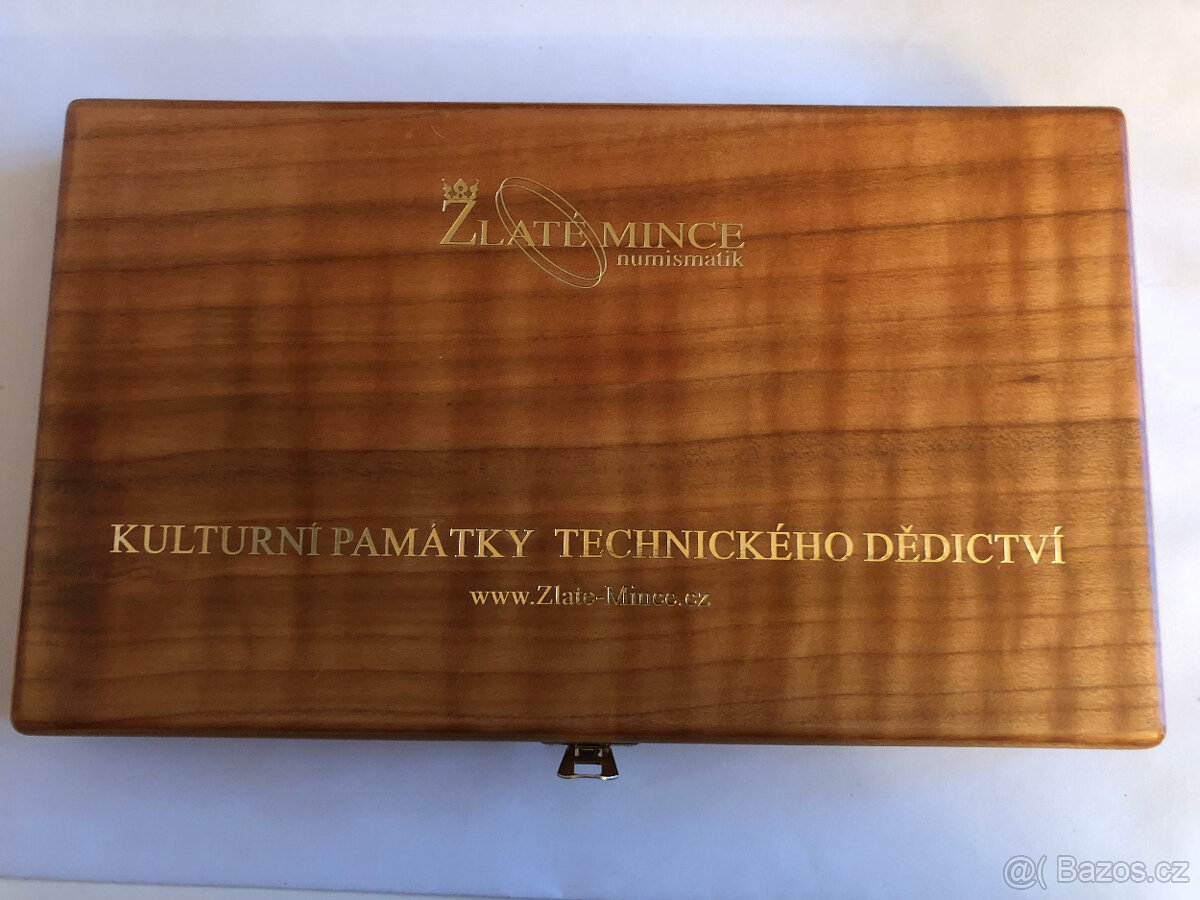 ZLATÉ MINCE
numismatik
KULTURNÍ PAMÁTKY TECHNICKÉHO DĚDICTVÍ
www.Zlate-Mince.cz
@( Bazos.cz